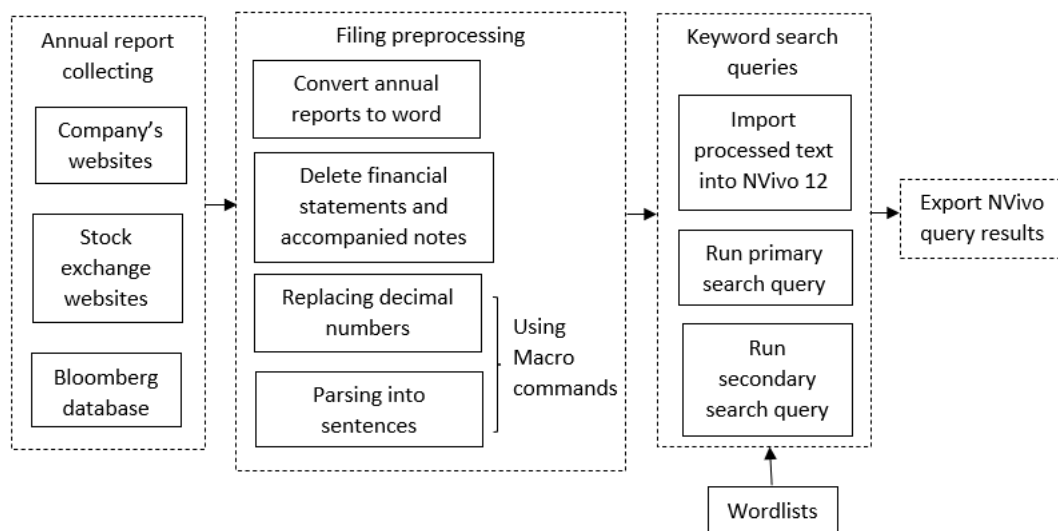 Annual report
collecting
Company's
websites
Stock
exchange
websites
Bloomberg
database
Filing preprocessing
Convert annual
reports to word
Delete financial
statements and
accompanied notes
Replacing decimal
numbers
Parsing into
sentences
Using
Macro
commands
Keyword search
queries
Import
processed text
into NVivo 12
Run primary
search query
Run
secondary
search query
Wordlists
Export NVivo
query results